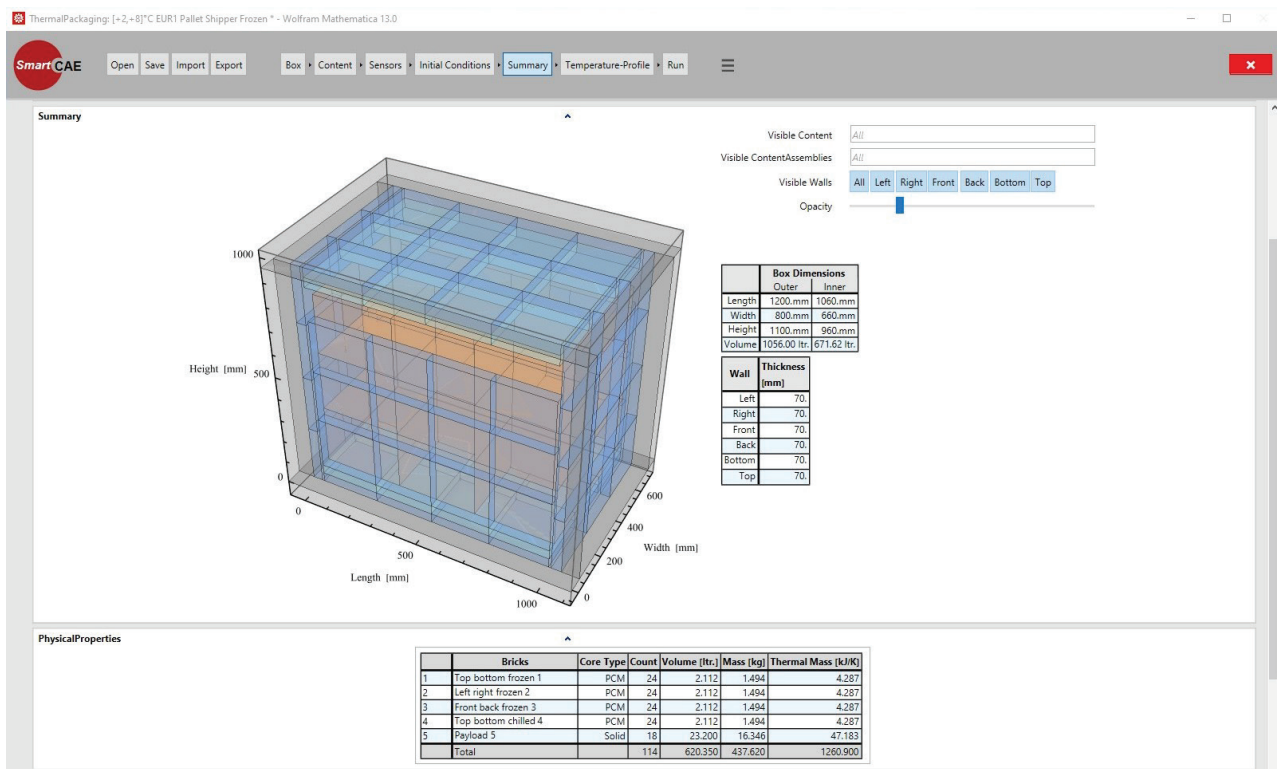 ThermalPackaging: [+2,+8]°C EUR1 Pallet Shipper Frozen * - Wolfram Mathematica 13.0
SmartCAE Open Save Import Export Box Content Sensors Initial Conditions Summary Temperature-Profile Run
Summary
Visible Content All
Visible ContentAssemblies All
Visible Walls All Left Right Front Back Bottom Top
Opacity
1000
500
0
Height [mm]
0
500
1000
Length [mm]
0
200
400
600
Width [mm]
Box Dimensions
Outer Inner
Length 1200.mm 1060.mm
Width 800.mm 660.mm
Height 1100.mm 960.mm
Volume 1056.00 ltr. 671.62 ltr.
Wall Thickness
[mm]
Left 70.
Right 70.
Front 70.
Back 70.
Bottom 70.
Top 70.
PhysicalProperties
Bricks Core Type Count Volume [ltr.] Mass [kg] Thermal Mass [kJ/K]
1 Top bottom frozen 1 PCM 24 2.112 1.494 4.287
2 Left right frozen 2 PCM 24 2.112 1.494 4.287
3 Front back frozen 3 PCM 24 2.112 1.494 4.287
4 Top bottom chilled 4 PCM 24 2.112 1.494 4.287
5 Payload 5 Solid 18 23.200 16.346 47.183
Total 114 620.350 437.620 1260.900